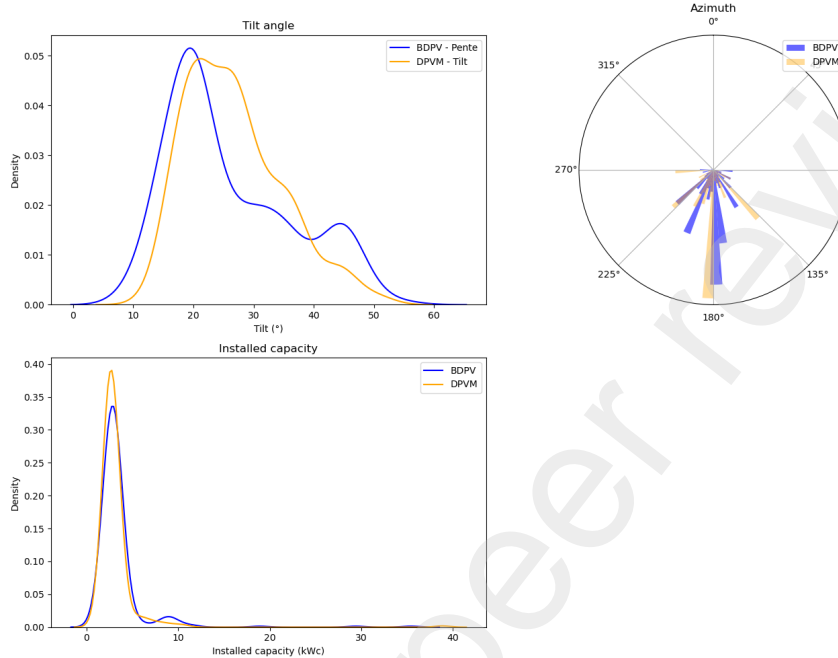 Tilt angle
0.05
0.04
0.03
0.02
0.01
0.00
Density
0
10
20
30
40
50
60
Tilt (°)
BDPV - Pente
DPVM - Tilt
Azimuth
0°
315°
270°
225°
180°
135°
BDPV
DPVM
Installed capacity
0.40
0.35
0.30
0.25
0.20
0.15
0.10
0.05
0.00
Density
0
10
20
30
40
Installed capacity (kWc)
BDPV
DPVM
peer revi